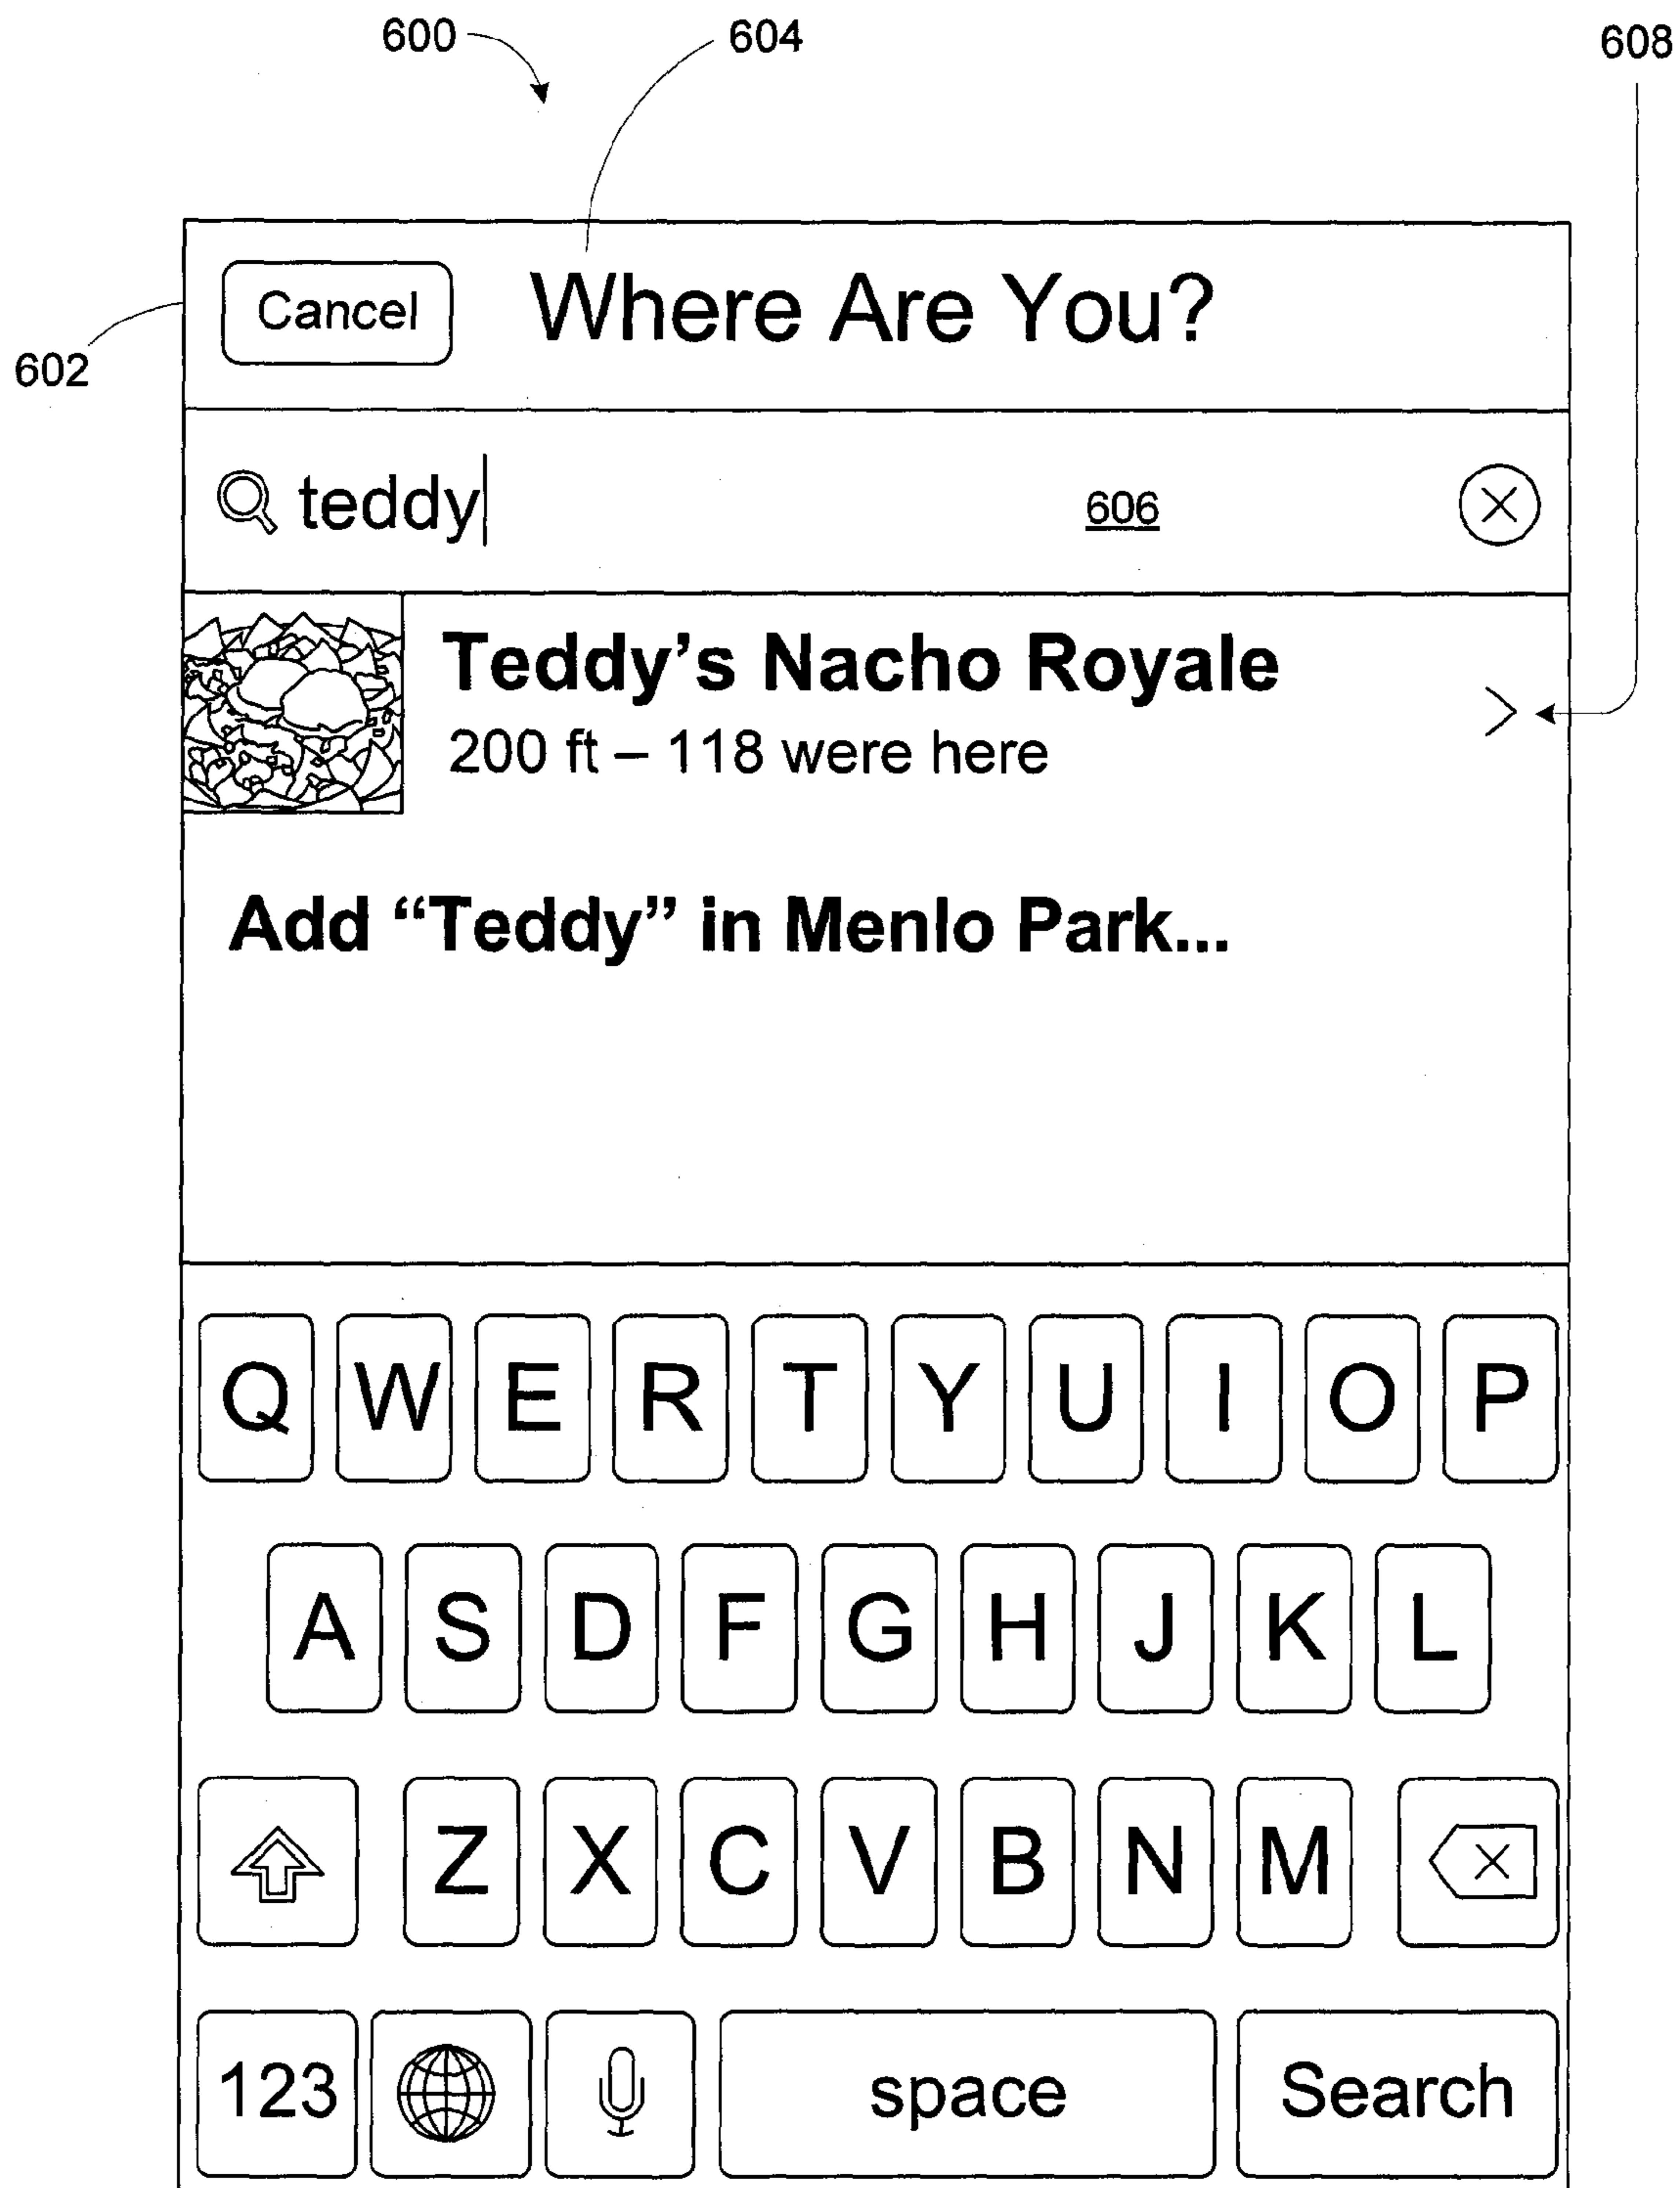 600 604 608
Cancel Where Are You?
602
teddy 606
Teddy’s Nacho Royale
200 ft – 118 were here
Add “Teddy” in Menlo Park...
Q W E R T Y U I O P
A S D F G H J K L
Z X C V B N M
123 space Search